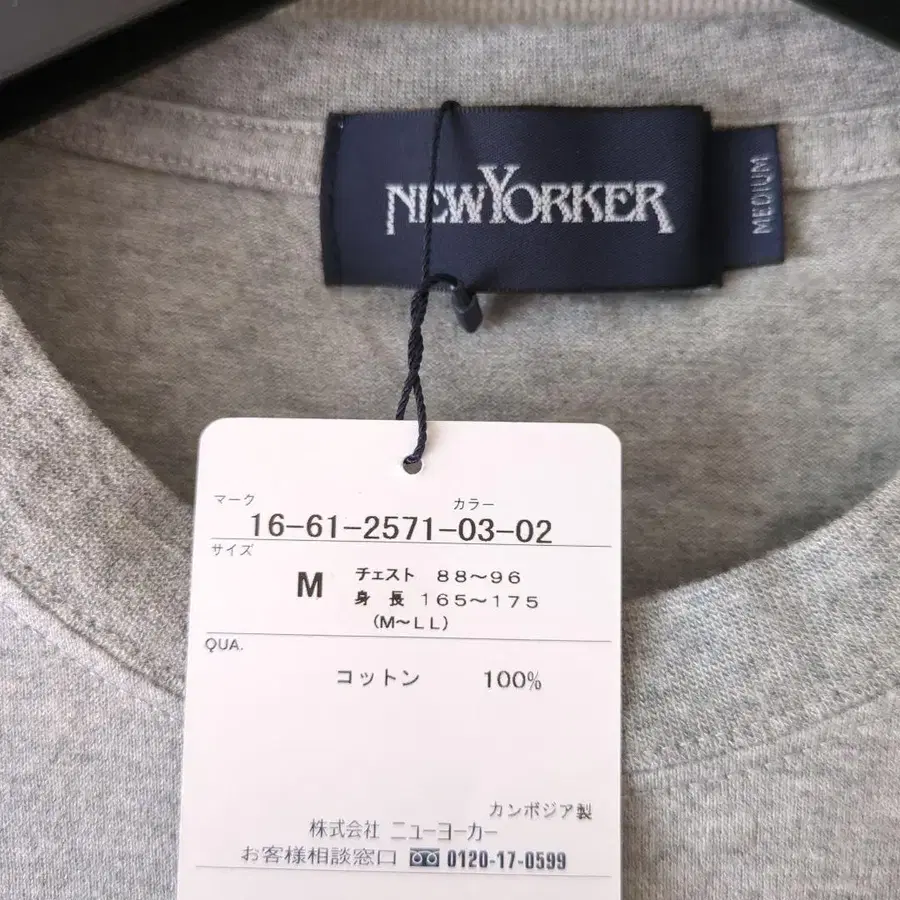 NEWYORKER
MEDIUM
マーク カラー
16-61-2571-03-02
サイズ
M チェスト 88〜96
身長 165〜175
(M〜LL)
QUA.
コットン 100%
カンボジア製
株式会社 ニューヨーカー
お客様相談窓口 0120-17-0599